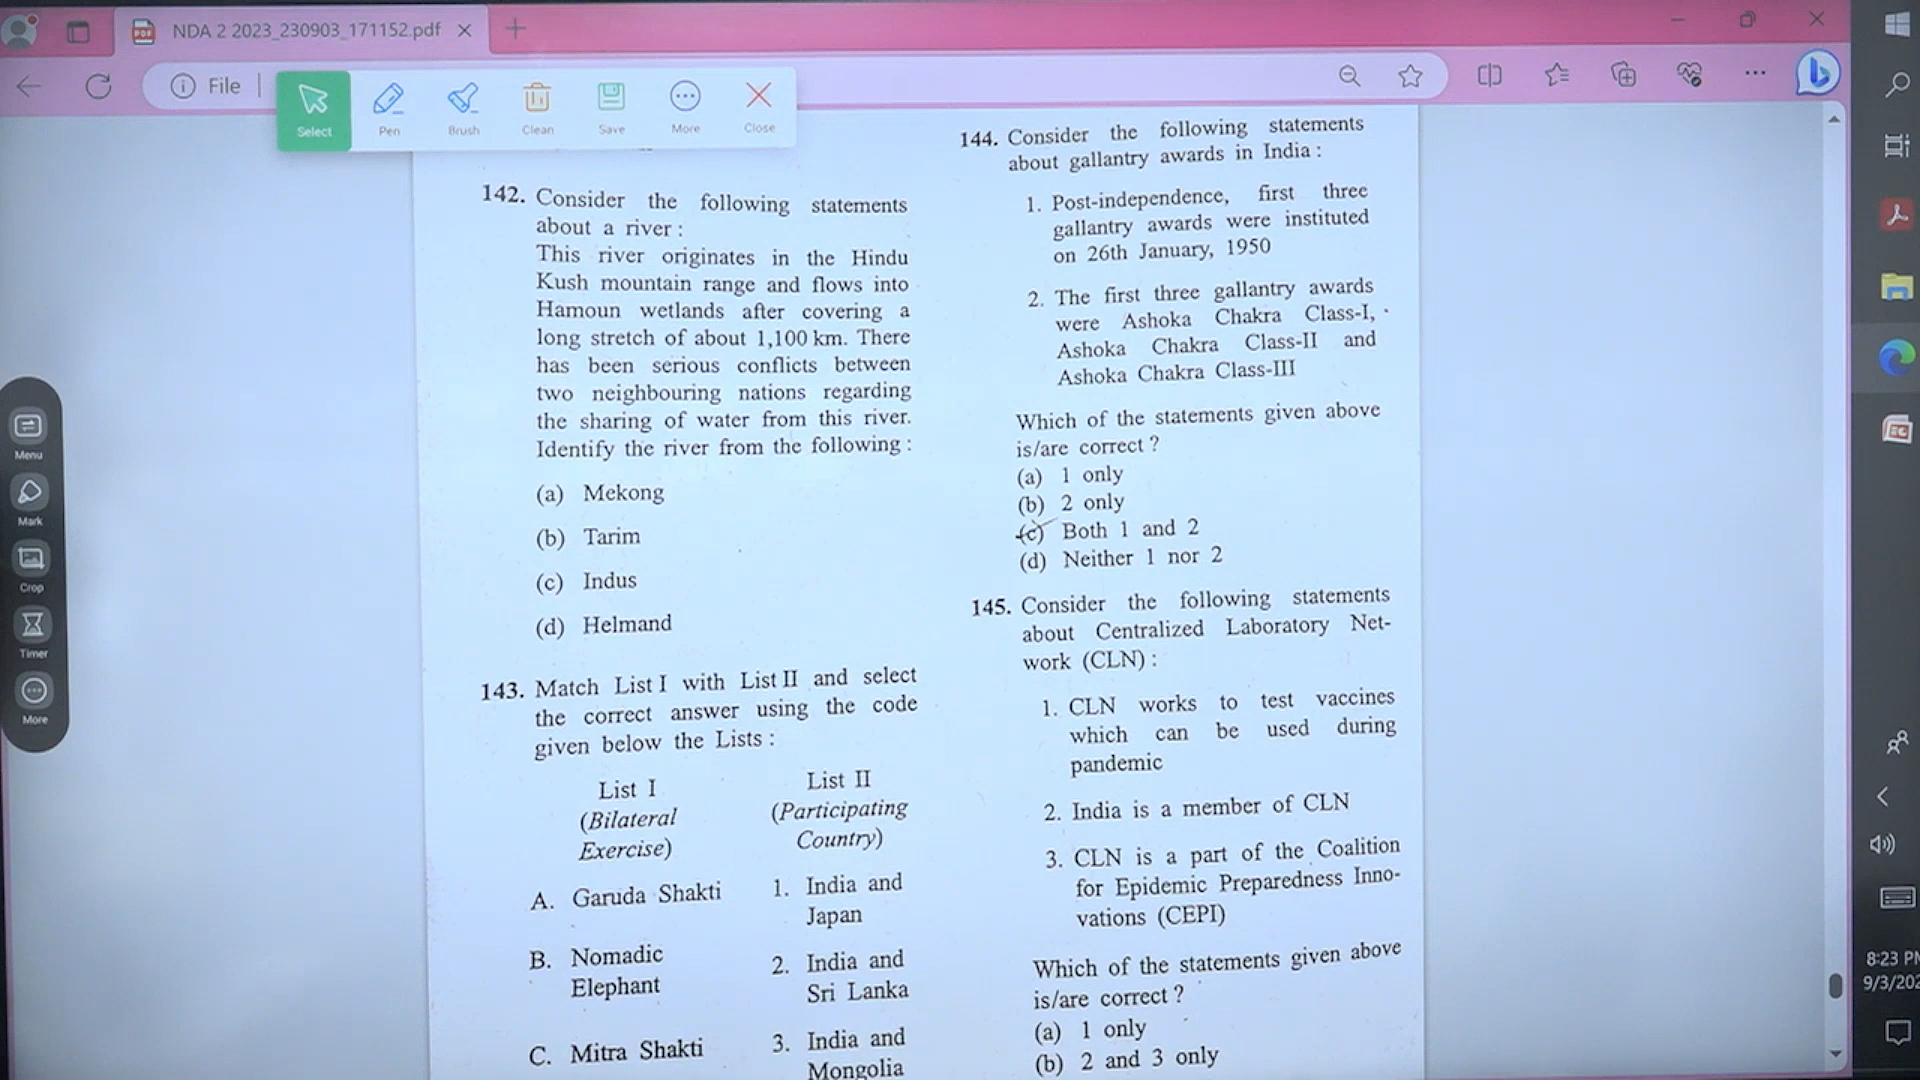 NDA 2 2023_230903_171152.pdf
File
Select
Pen
Brush
Clean
Save
More
Close
Menu
Mark
Crop
Timer
More
142. Consider the following statements
about a river :
This river originates in the Hindu
Kush mountain range and flows into
Hamoun wetlands after covering a
long stretch of about 1,100 km. There
has been serious conflicts between
two neighbouring nations regarding
the sharing of water from this river.
Identify the river from the following :
(a) Mekong
(b) Tarim
(c) Indus
(d) Helmand
143. Match List I with List II and select
the correct answer using the code
given below the Lists :
List I List II
(Bilateral (Participating
Exercise) Country)
A. Garuda Shakti 1. India and
Japan
B. Nomadic 2. India and
Elephant Sri Lanka
C. Mitra Shakti 3. India and
Mongolia
144. Consider the following statements
about gallantry awards in India :
1. Post-independence, first three
gallantry awards were instituted
on 26th January, 1950
2. The first three gallantry awards
were Ashoka Chakra Class-I,
Ashoka Chakra Class-II and
Ashoka Chakra Class-III
Which of the statements given above
is/are correct ?
(a) 1 only
(b) 2 only
(c) Both 1 and 2
(d) Neither 1 nor 2
145. Consider the following statements
about Centralized Laboratory Net-
work (CLN) :
1. CLN works to test vaccines
which can be used during
pandemic
2. India is a member of CLN
3. CLN is a part of the Coalition
for Epidemic Preparedness Inno-
vations (CEPI)
Which of the statements given above
is/are correct ?
(a) 1 only
(b) 2 and 3 only
8:23 PM
9/3/202